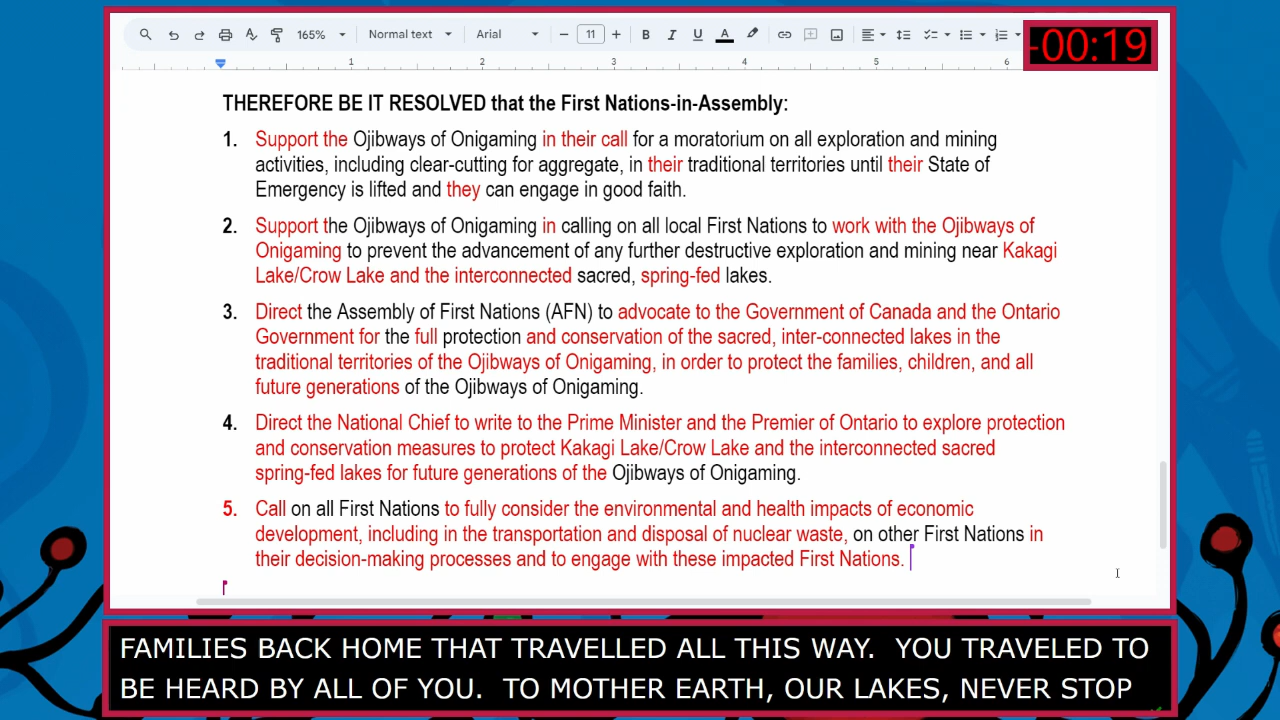 165%
Normal text
Arial
11
B I U A
-00:19
1 2 3 4 5 6
THEREFORE BE IT RESOLVED that the First Nations-in-Assembly:
1. Support the Ojibways of Onigaming in their call for a moratorium on all exploration and mining
activities, including clear-cutting for aggregate, in their traditional territories until their State of
Emergency is lifted and they can engage in good faith.
2. Support the Ojibways of Onigaming in calling on all local First Nations to work with the Ojibways of
Onigaming to prevent the advancement of any further destructive exploration and mining near Kakagi
Lake/Crow Lake and the interconnected sacred, spring-fed lakes.
3. Direct the Assembly of First Nations (AFN) to advocate to the Government of Canada and the Ontario
Government for the full protection and conservation of the sacred, inter-connected lakes in the
traditional territories of the Ojibways of Onigaming, in order to protect the families, children, and all
future generations of the Ojibways of Onigaming.
4. Direct the National Chief to write to the Prime Minister and the Premier of Ontario to explore protection
and conservation measures to protect Kakagi Lake/Crow Lake and the interconnected sacred
spring-fed lakes for future generations of the Ojibways of Onigaming.
5. Call on all First Nations to fully consider the environmental and health impacts of economic
development, including in the transportation and disposal of nuclear waste, on other First Nations in
their decision-making processes and to engage with these impacted First Nations.
FAMILIES BACK HOME THAT TRAVELLED ALL THIS WAY.  YOU TRAVELED TO
BE HEARD BY ALL OF YOU.  TO MOTHER EARTH, OUR LAKES, NEVER STOP